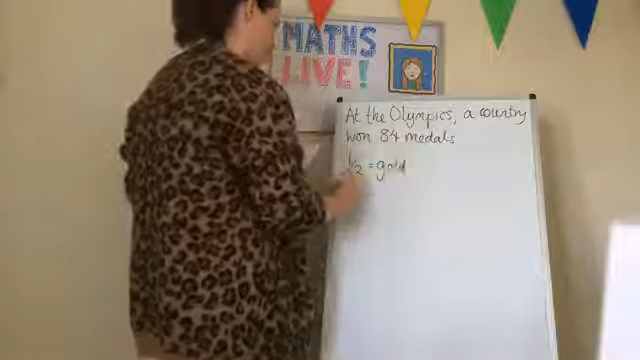 MATHS
LIVE!
At the Olympics, a country
won 84 medals
1/2 = gold